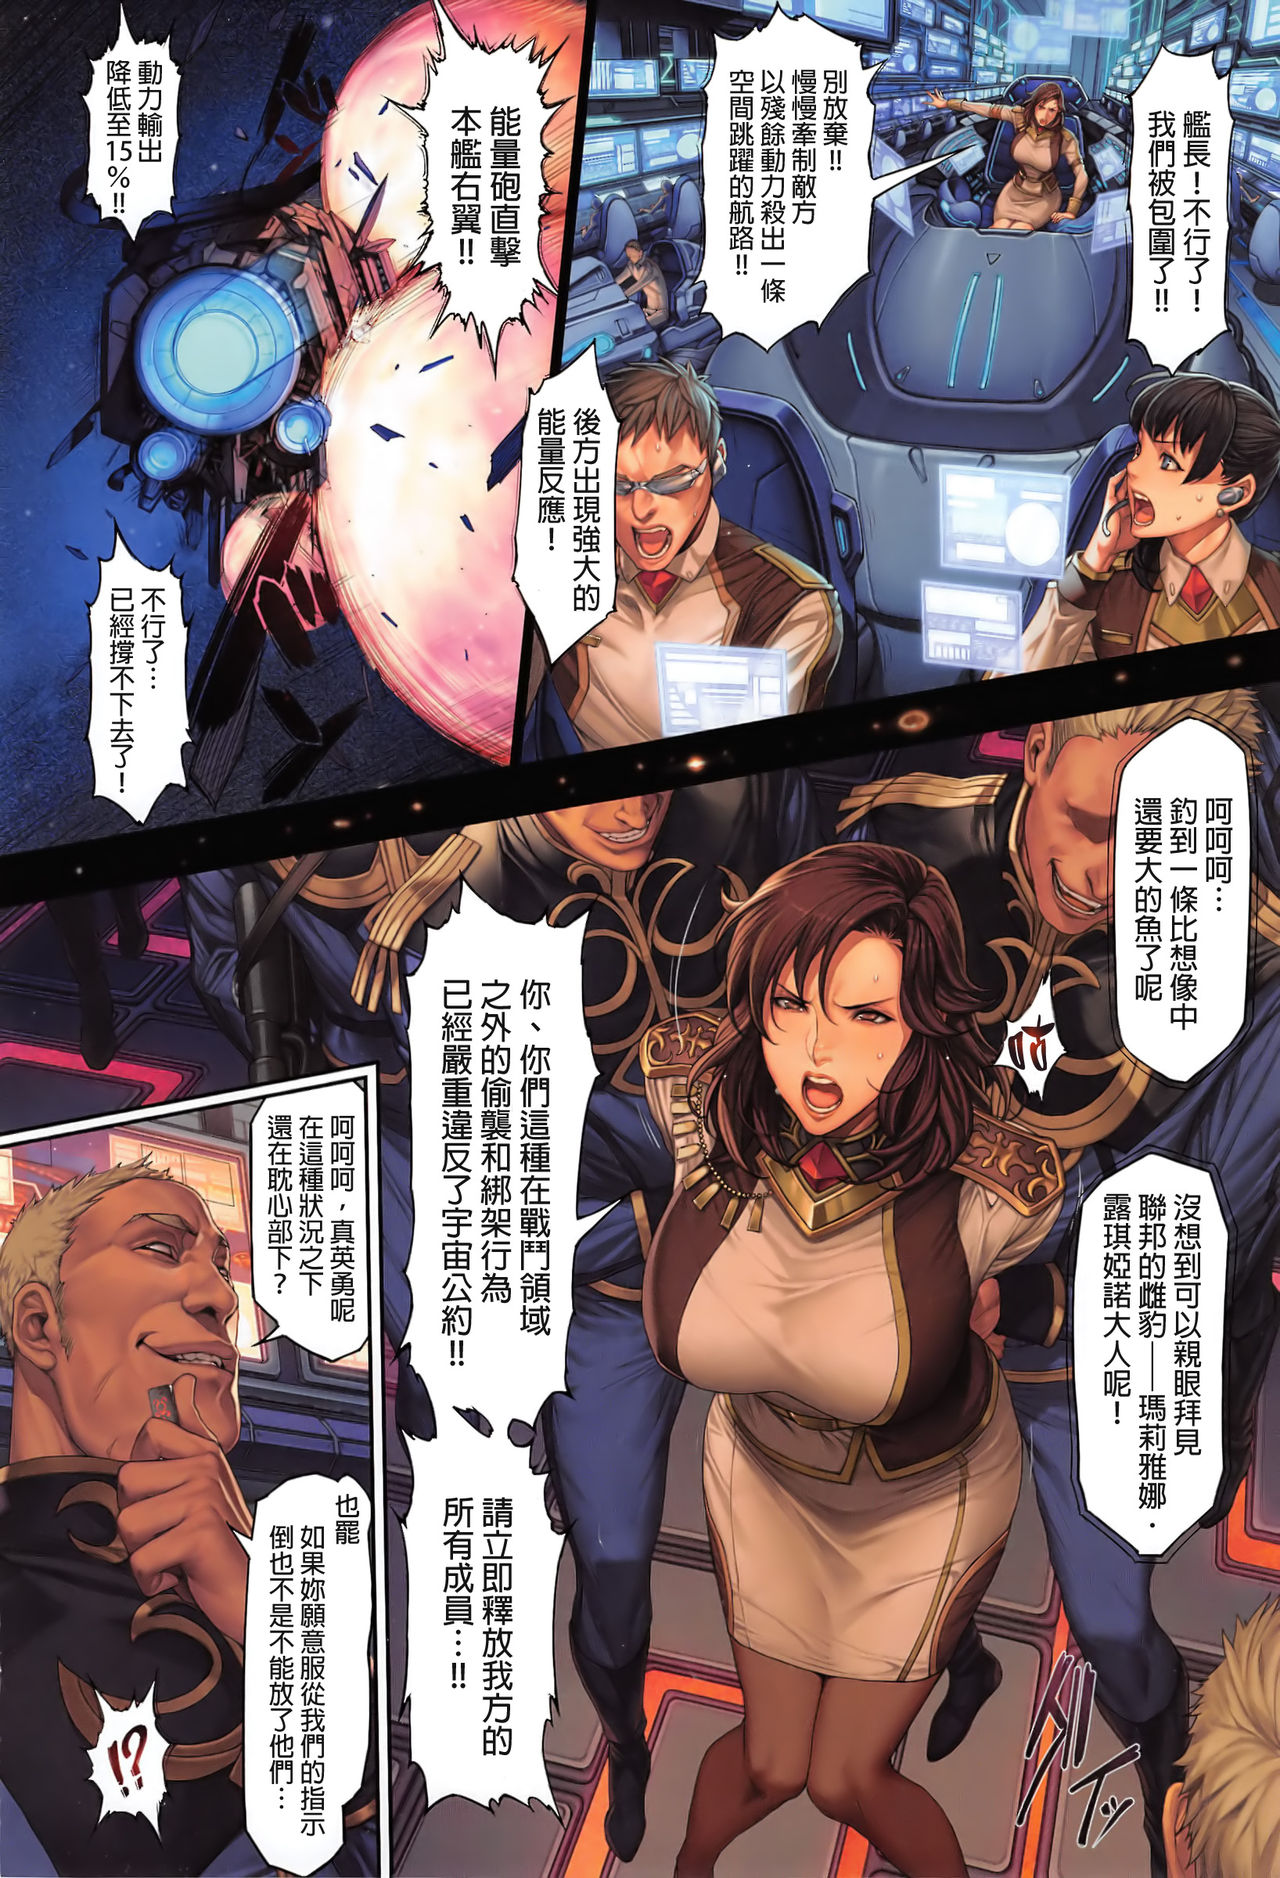 艦長！不行了！
我們被包圍了!!
別放棄!!
慢慢牽制敵方
以殘餘動力殺出一條
空間跳躍的航路!!
後方出現強大的
能量反應！
能量砲直擊
本艦右翼!!
動力輸出
降低至15%!!
不行了…
已經撐不下去了！
呵呵呵…
釣到一條比想像中
還要大的魚了呢
沒想到可以親眼拜見
聯邦的雌豹──瑪莉雅娜．
露琪婭諾大人呢！
咕
你、你們這種在戰鬥領域
之外的偷襲和綁架行為
已經嚴重違反了宇宙公約!!
請立即釋放我方的
所有成員…!!
ダダ
イッ
呵呵呵，真英勇呢
在這種狀況之下
還在耽心部下？
也罷
如果妳願意服從我們的指示
倒也不是不能放了他們…
!?